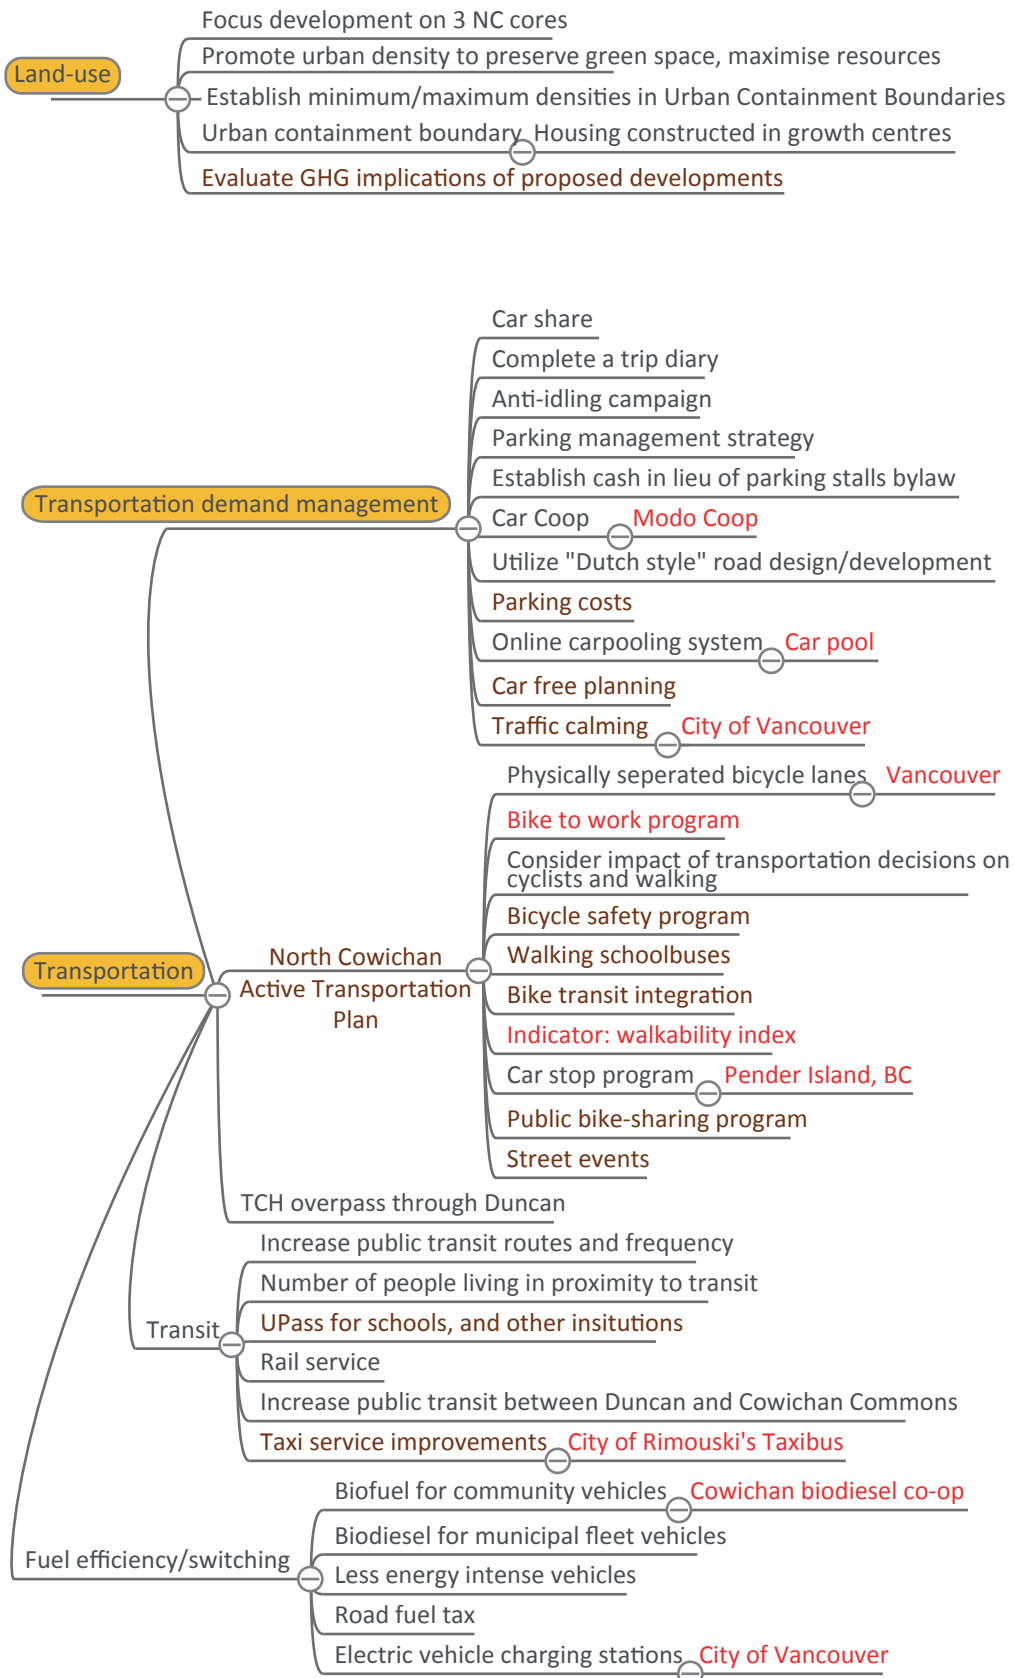 Land-use
Focus development on 3 NC cores
Promote urban density to preserve green space, maximise resources
Establish minimum/maximum densities in Urban Containment Boundaries
Urban containment boundary
Housing constructed in growth centres
Evaluate GHG implications of proposed developments
Transportation demand management
Car share
Complete a trip diary
Anti-idling campaign
Parking management strategy
Establish cash in lieu of parking stalls bylaw
Car Coop
Modo Coop
Utilize "Dutch style" road design/development
Parking costs
Online carpooling system
Car pool
Car free planning
Traffic calming
City of Vancouver
Transportation
North Cowichan
Active Transportation
Plan
Physically seperated bicycle lanes
Vancouver
Bike to work program
Consider impact of transportation decisions on
cyclists and walking
Bicycle safety program
Walking schoolbuses
Bike transit integration
Indicator: walkability index
Car stop program
Pender Island, BC
Public bike-sharing program
Street events
TCH overpass through Duncan
Transit
Increase public transit routes and frequency
Number of people living in proximity to transit
UPass for schools, and other insitutions
Rail service
Increase public transit between Duncan and Cowichan Commons
Taxi service improvements
City of Rimouski's Taxibus
Fuel efficiency/switching
Biofuel for community vehicles
Cowichan biodiesel co-op
Biodiesel for municipal fleet vehicles
Less energy intense vehicles
Road fuel tax
Electric vehicle charging stations
City of Vancouver